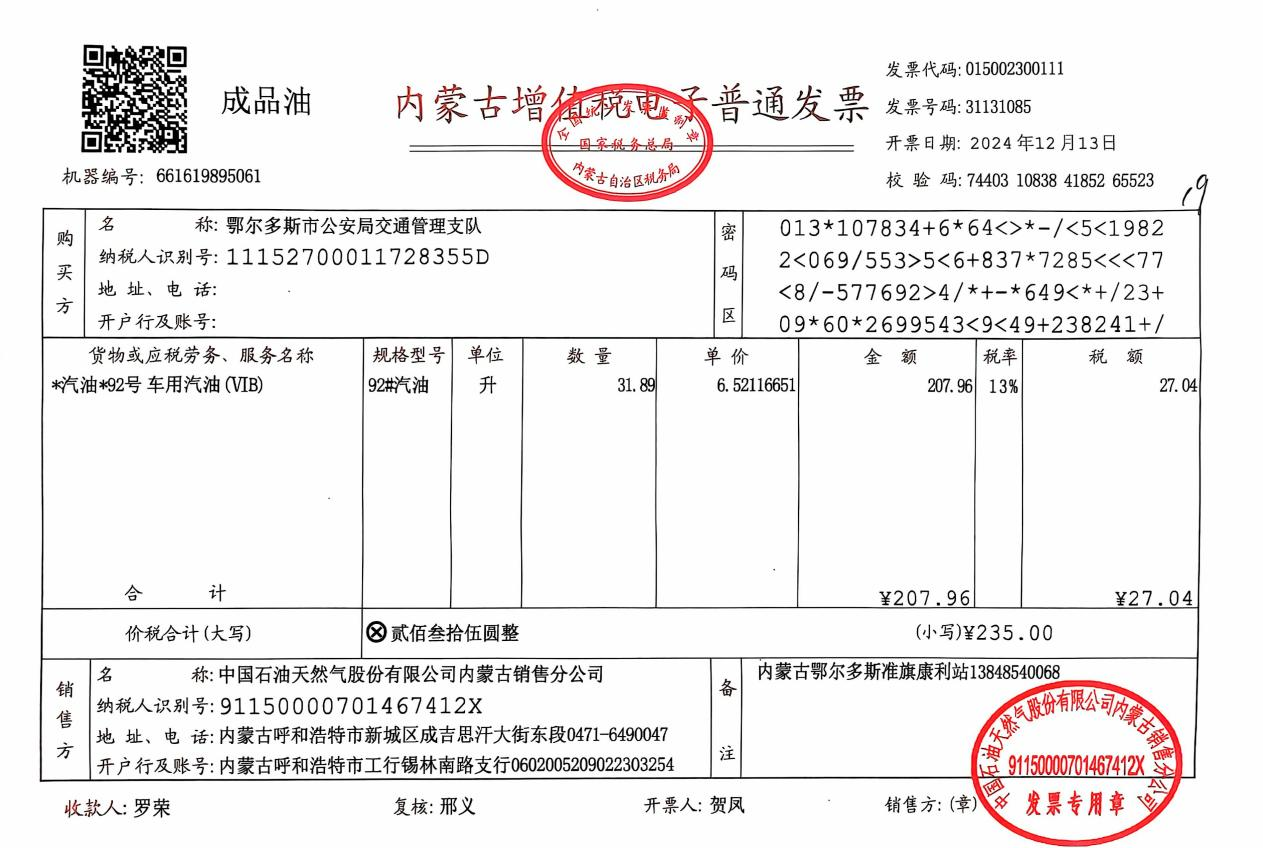 成品油
内蒙古增值税电子普通发票
全国统一发票监制章
国家税务总局
内蒙古自治区税务局
发票代码: 015002300111
发票号码: 31131085
开票日期: 2024年12月13日
校 验 码: 74403 10838 41852 65523
机器编号: 661619895061
19
购买方
名 称: 鄂尔多斯市公安局交通管理支队
纳税人识别号: 11152700011728355D
地 址、电 话:
开户行及账号:
密码区
013*107834+6*64<>*-/<5<1982
2<069/553>5<6+837*7285<<<77
<8/-577692>4/*+-*649<*+/23+
09*60*2699543<9<49+238241+/
货物或应税劳务、服务名称 规格型号 单位 数 量 单 价 金 额 税率 税 额
*汽油*92号 车用汽油(VIB) 92#汽油 升 31.89 6.52116651 207.96 13% 27.04
合 计 ¥207.96 ¥27.04
价税合计(大写) ⊗贰佰叁拾伍圆整 (小写)¥235.00
销售方
名 称: 中国石油天然气股份有限公司内蒙古销售分公司
纳税人识别号: 91150000701467412X
地 址、电 话: 内蒙古呼和浩特市新城区成吉思汗大街东段0471-6490047
开户行及账号: 内蒙古呼和浩特市工行锡林南路支行0602005209022303254
备注
内蒙古鄂尔多斯准旗康利站13848540068
中国石油天然气股份有限公司内蒙古销售分公司
91150000701467412X
发票专用章
收款人: 罗荣 复核: 邢义 开票人: 贺凤 销售方: (章)